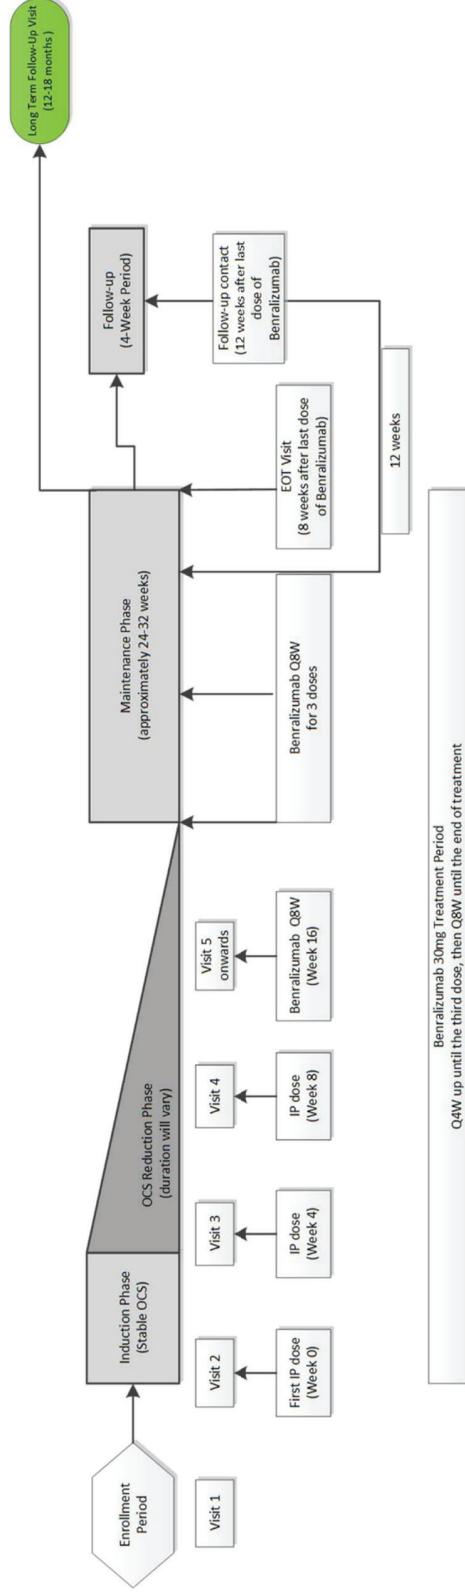 Enrollment
Period
Induction Phase
(Stable OCS)
OCS Reduction Phase
(duration will vary)
Maintenance Phase
(approximately 24-32 weeks)
Follow-up
(4-Week Period)
Long Term Follow-Up Visit
(12-18 months )
Visit 1
Visit 2
Visit 3
Visit 4
Visit 5
onwards
Follow-up contact
(12 weeks after last
dose of
Benralizumab)
First IP dose
(Week 0)
IP dose
(Week 4)
IP dose
(Week 8)
Benralizumab Q8W
(Week 16)
Benralizumab Q8W
for 3 doses
EOT Visit
(8 weeks after last dose
of Benralizumab)
12 weeks
Benralizumab 30mg Treatment Period
Q4W up until the third dose, then Q8W until the end of treatment